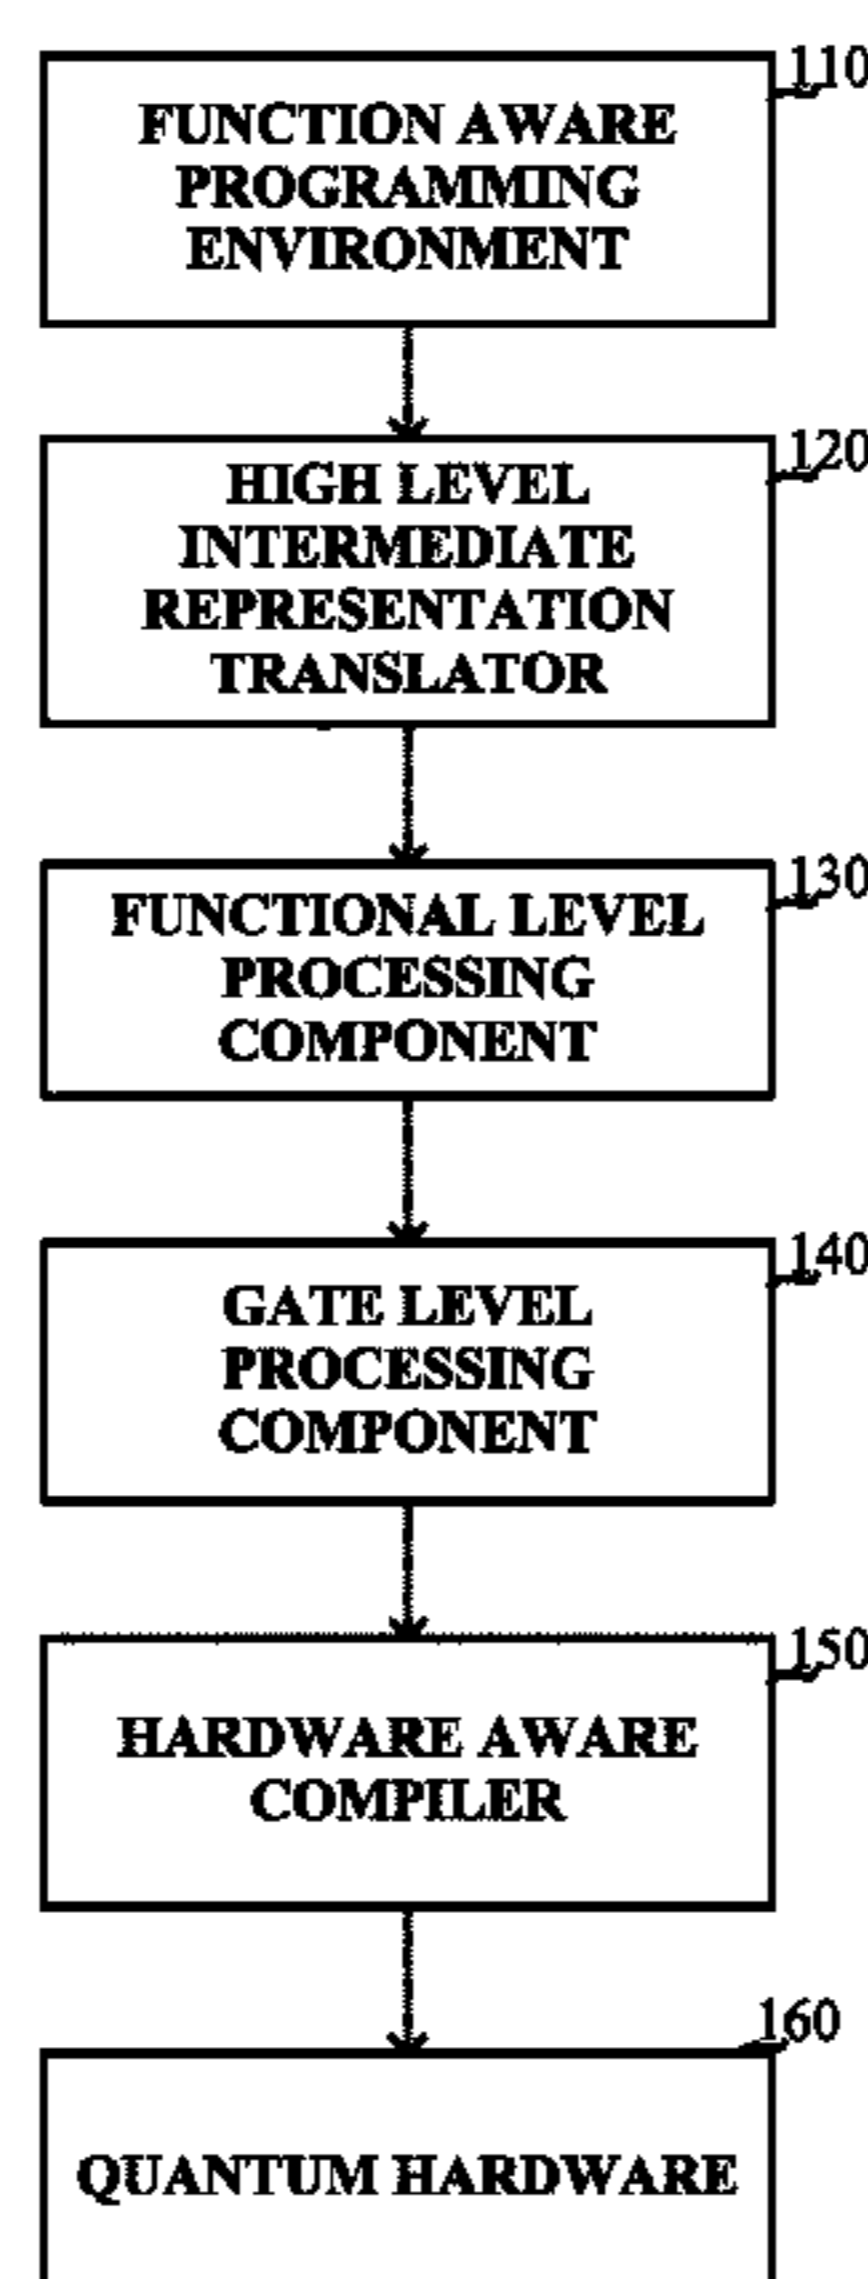 110
FUNCTION AWARE
PROGRAMMING
ENVIRONMENT
120
HIGH LEVEL
INTERMEDIATE
REPRESENTATION
TRANSLATOR
130
FUNCTIONAL LEVEL
PROCESSING
COMPONENT
140
GATE LEVEL
PROCESSING
COMPONENT
150
HARDWARE AWARE
COMPILER
160
QUANTUM HARDWARE